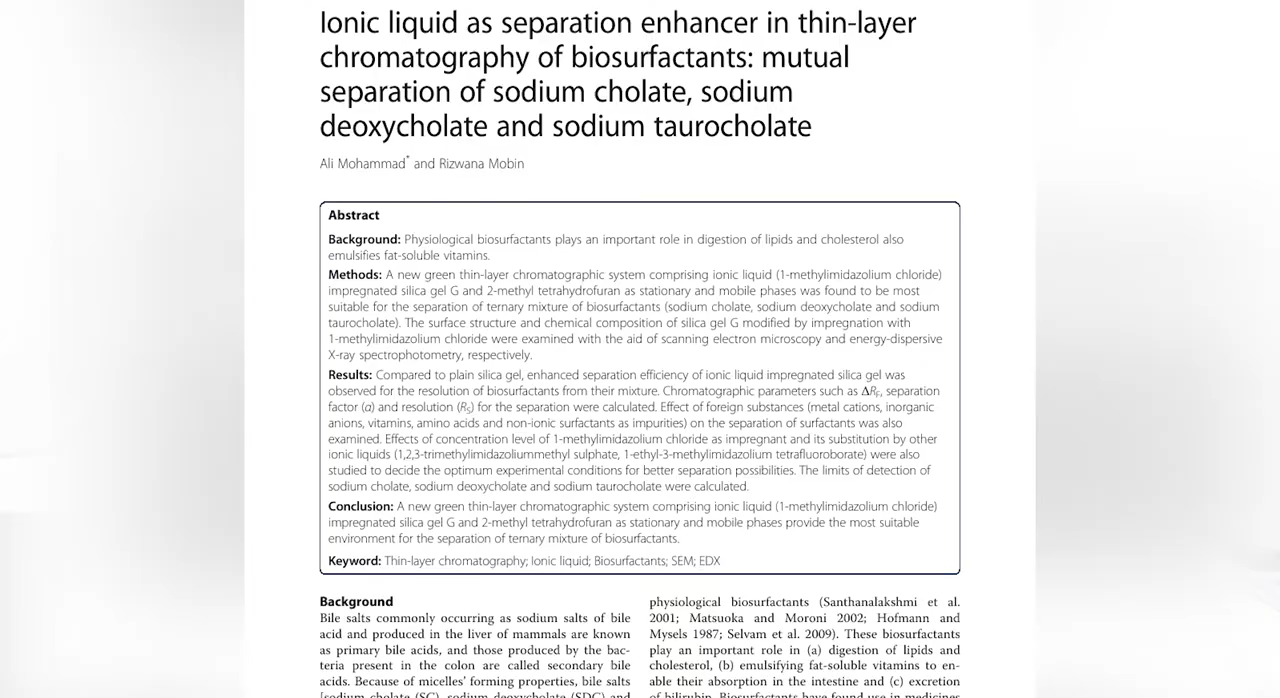 Ionic liquid as separation enhancer in thin-layer
chromatography of biosurfactants: mutual
separation of sodium cholate, sodium
deoxycholate and sodium taurocholate
Ali Mohammad* and Rizwana Mobin
Abstract
Background: Physiological biosurfactants plays an important role in digestion of lipids and cholesterol also
emulsifies fat-soluble vitamins.
Methods: A new green thin-layer chromatographic system comprising ionic liquid (1-methylimidazolium chloride)
impregnated silica gel G and 2-methyl tetrahydrofuran as stationary and mobile phases was found to be most
suitable for the separation of ternary mixture of biosurfactants (sodium cholate, sodium deoxycholate and sodium
taurocholate). The surface structure and chemical composition of silica gel G modified by impregnation with
1-methylimidazolium chloride were examined with the aid of scanning electron microscopy and energy-dispersive
X-ray spectrophotometry, respectively.
Results: Compared to plain silica gel, enhanced separation efficiency of ionic liquid impregnated silica gel was
observed for the resolution of biosurfactants from their mixture. Chromatographic parameters such as ΔRF, separation
factor (α) and resolution (RS) for the separation were calculated. Effect of foreign substances (metal cations, inorganic
anions, vitamins, amino acids and non-ionic surfactants as impurities) on the separation of surfactants was also
examined. Effects of concentration level of 1-methylimidazolium chloride as impregnant and its substitution by other
ionic liquids (1,2,3-trimethylimidazoliummethyl sulphate, 1-ethyl-3-methylimidazolium tetrafluoroborate) were also
studied to decide the optimum experimental conditions for better separation possibilities. The limits of detection of
sodium cholate, sodium deoxycholate and sodium taurocholate were calculated.
Conclusion: A new green thin-layer chromatographic system comprising ionic liquid (1-methylimidazolium chloride)
impregnated silica gel G and 2-methyl tetrahydrofuran as stationary and mobile phases provide the most suitable
environment for the separation of ternary mixture of biosurfactants.
Keyword: Thin-layer chromatography; Ionic liquid; Biosurfactants; SEM; EDX
Background
Bile salts commonly occurring as sodium salts of bile
acid and produced in the liver of mammals are known
as primary bile acids, and those produced by the bac-
teria present in the colon are called secondary bile
acids. Because of micelles' forming properties, bile salts
[sodium cholate (SC), sodium deoxycholate (SDC) and
physiological biosurfactants (Santhanalakshmi et al.
2001; Matsuoka and Moroni 2002; Hofmann and
Mysels 1987; Selvam et al. 2009). These biosurfactants
play an important role in (a) digestion of lipids and
cholesterol, (b) emulsifying fat-soluble vitamins to en-
able their absorption in the intestine and (c) excretion
of bilirubin. Biosurfactants have found use in medicines